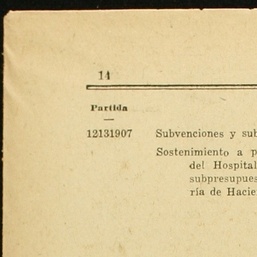 14
Partida
12131907 Subvenciones y sub
Sostenimiento a p
del Hospital
subpresupues
ría de Hacie